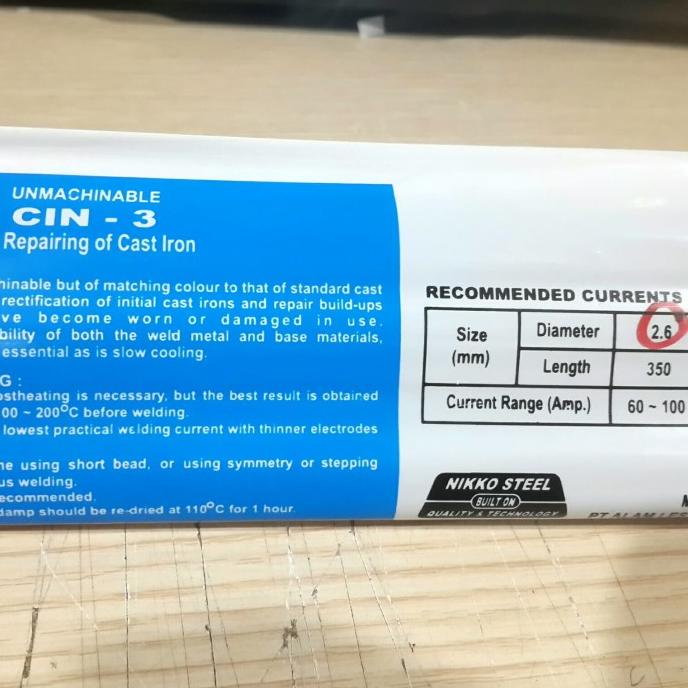 UNMACHINABLE
CIN - 3
Repairing of Cast Iron
hinable but of matching colour to that of standard cast
rectification of initial cast irons and repair build-ups
ve become worn or damaged in use.
bility of both the weld metal and base materials,
essential as is slow cooling.
G :
ostheating is necessary, but the best result is obtained
00 ~ 200°C before welding.
lowest practical welding current with thinner electrodes
ne using short bead, or using symmetry or stepping
us welding.
ecommended.
damp should be re-dried at 110°C for 1 hour.
RECOMMENDED CURRENTS
Size (mm) Diameter 2.6
Length 350
Current Range (Amp.) 60 ~ 100
NIKKO STEEL
BUILT ON
QUALITY & TECHNOLOGY